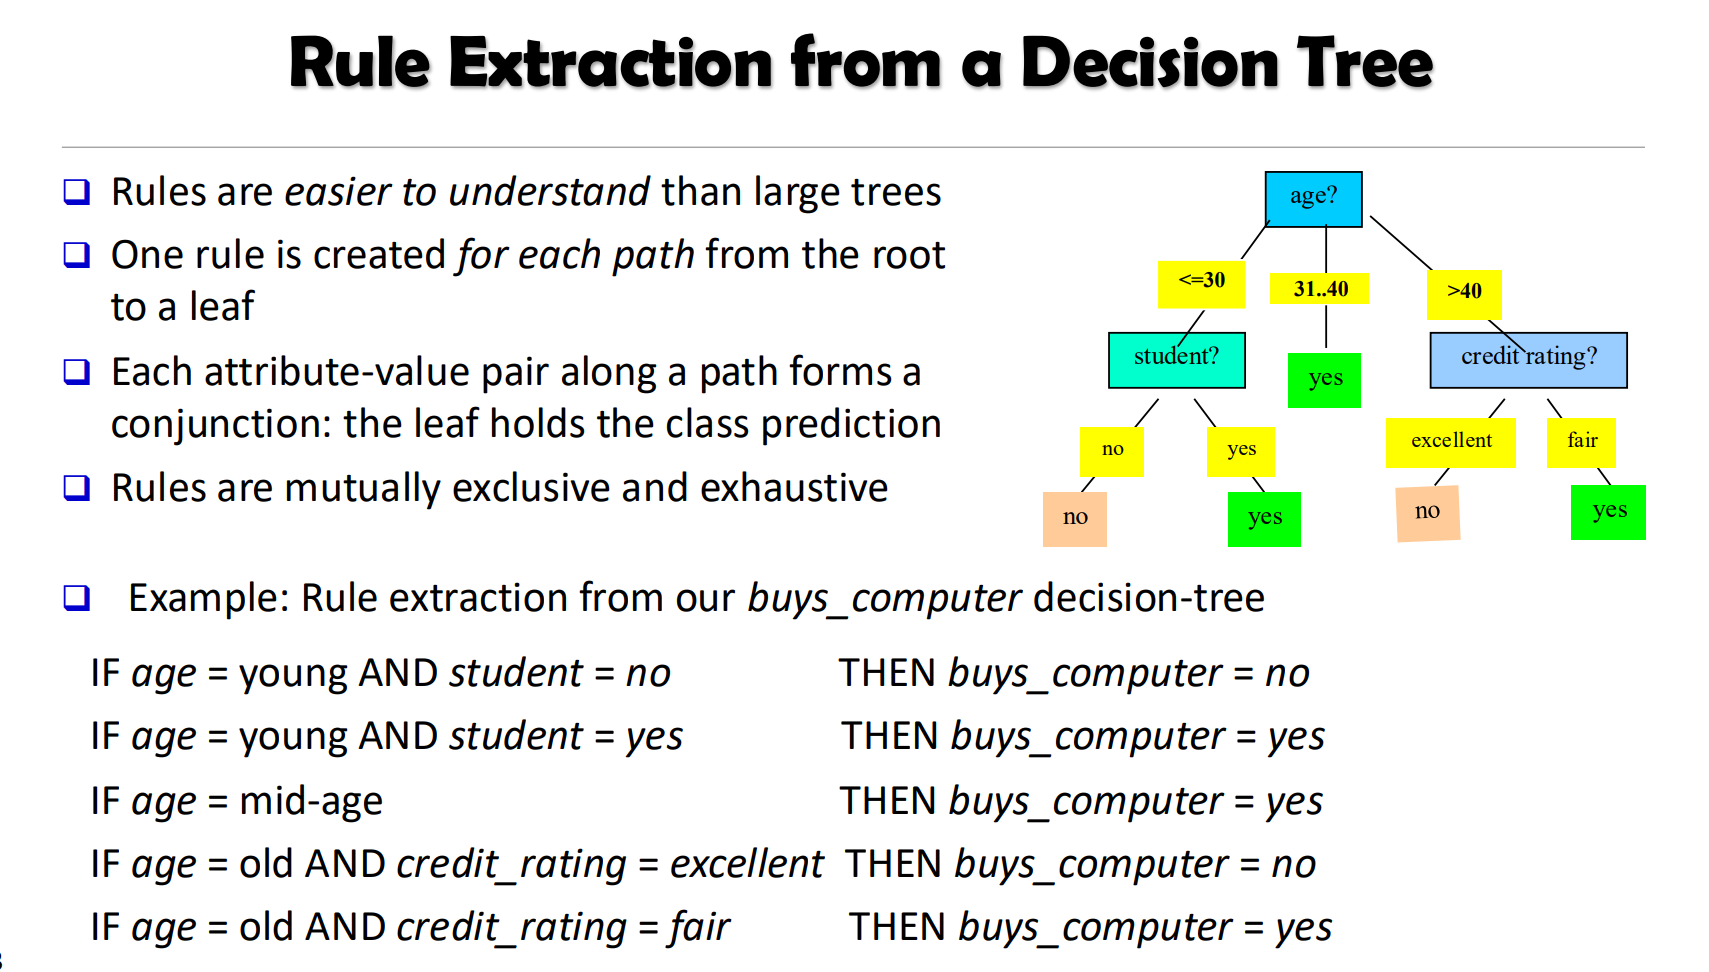 Rule Extraction from a Decision Tree
Rules are easier to understand than large trees
One rule is created for each path from the root
to a leaf
Each attribute-value pair along a path forms a
conjunction: the leaf holds the class prediction
Rules are mutually exclusive and exhaustive
age?
<=30
31..40
>40
student?
yes
credit rating?
no
yes
excellent
fair
no
yes
no
yes
Example: Rule extraction from our buys_computer decision-tree
IF age = young AND student = no THEN buys_computer = no
IF age = young AND student = yes THEN buys_computer = yes
IF age = mid-age THEN buys_computer = yes
IF age = old AND credit_rating = excellent THEN buys_computer = no
IF age = old AND credit_rating = fair THEN buys_computer = yes